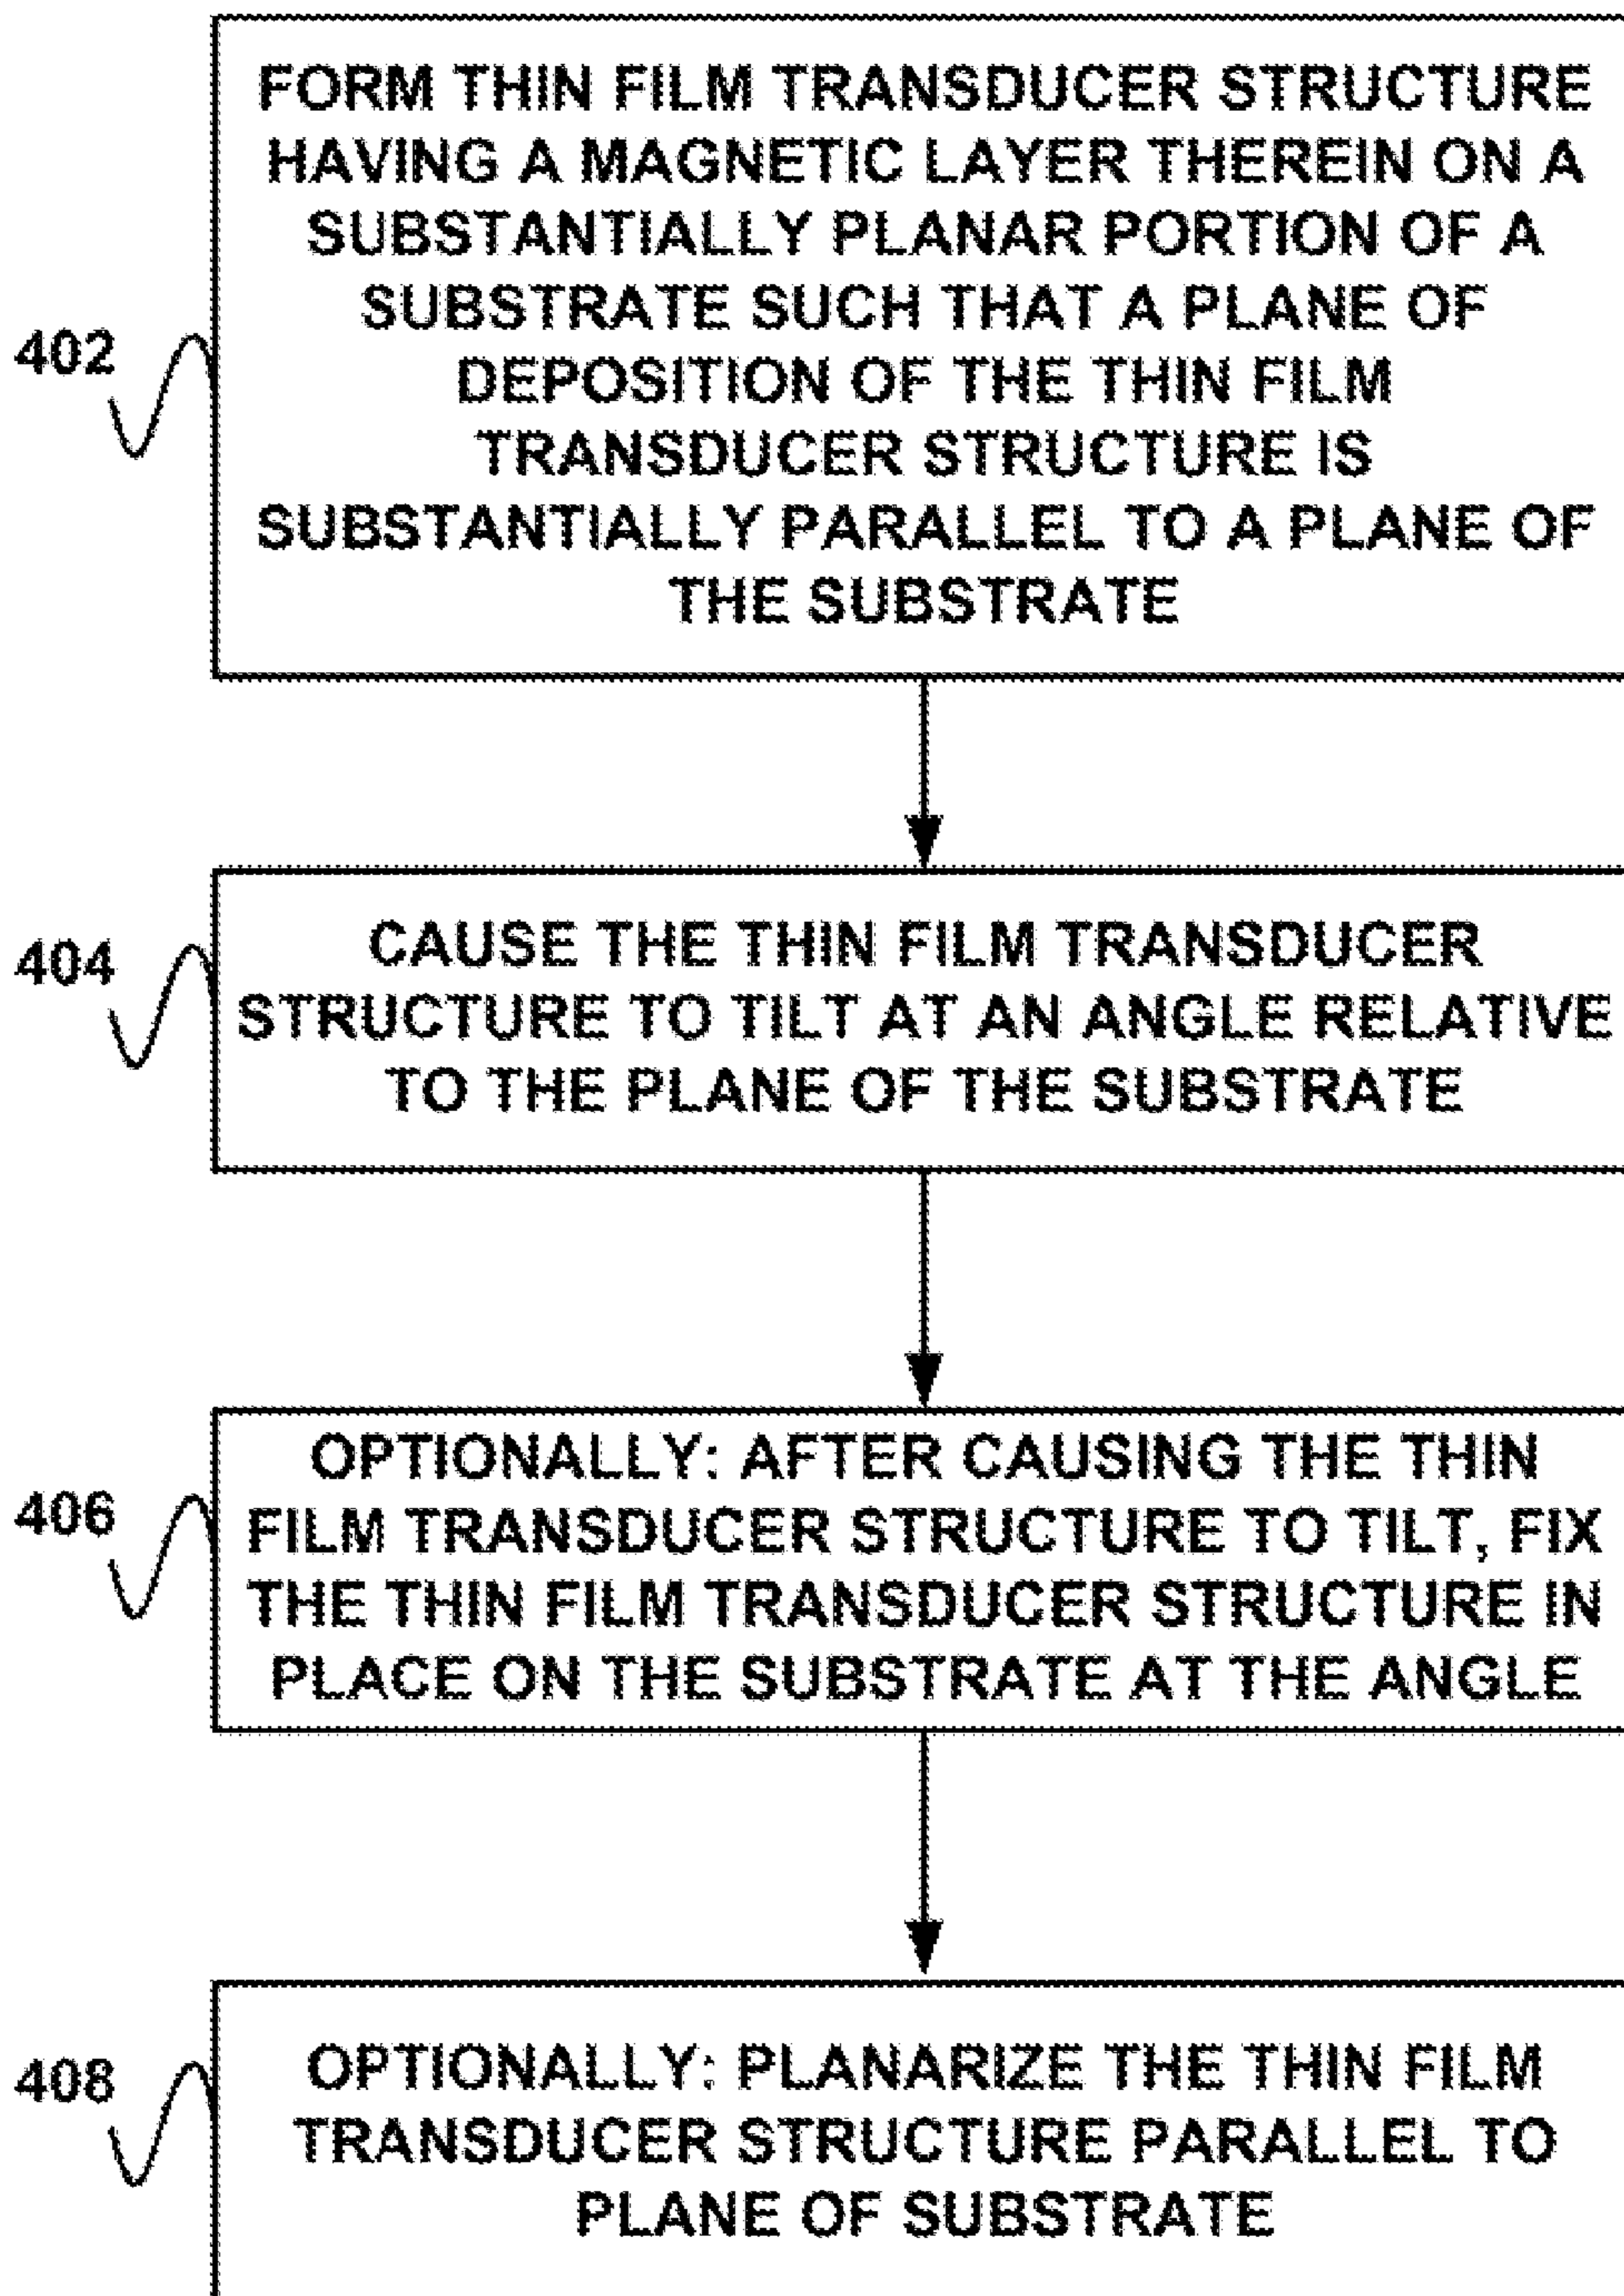 FORM THIN FILM TRANSDUCER STRUCTURE
HAVING A MAGNETIC LAYER THEREIN ON A
SUBSTANTIALLY PLANAR PORTION OF A
SUBSTRATE SUCH THAT A PLANE OF
DEPOSITION OF THE THIN FILM
TRANSDUCER STRUCTURE IS
SUBSTANTIALLY PARALLEL TO A PLANE OF
THE SUBSTRATE
402
CAUSE THE THIN FILM TRANSDUCER
STRUCTURE TO TILT AT AN ANGLE RELATIVE
TO THE PLANE OF THE SUBSTRATE
404
OPTIONALLY: AFTER CAUSING THE THIN
FILM TRANSDUCER STRUCTURE TO TILT, FIX
THE THIN FILM TRANSDUCER STRUCTURE IN
PLACE ON THE SUBSTRATE AT THE ANGLE
406
OPTIONALLY: PLANARIZE THE THIN FILM
TRANSDUCER STRUCTURE PARALLEL TO
PLANE OF SUBSTRATE
408